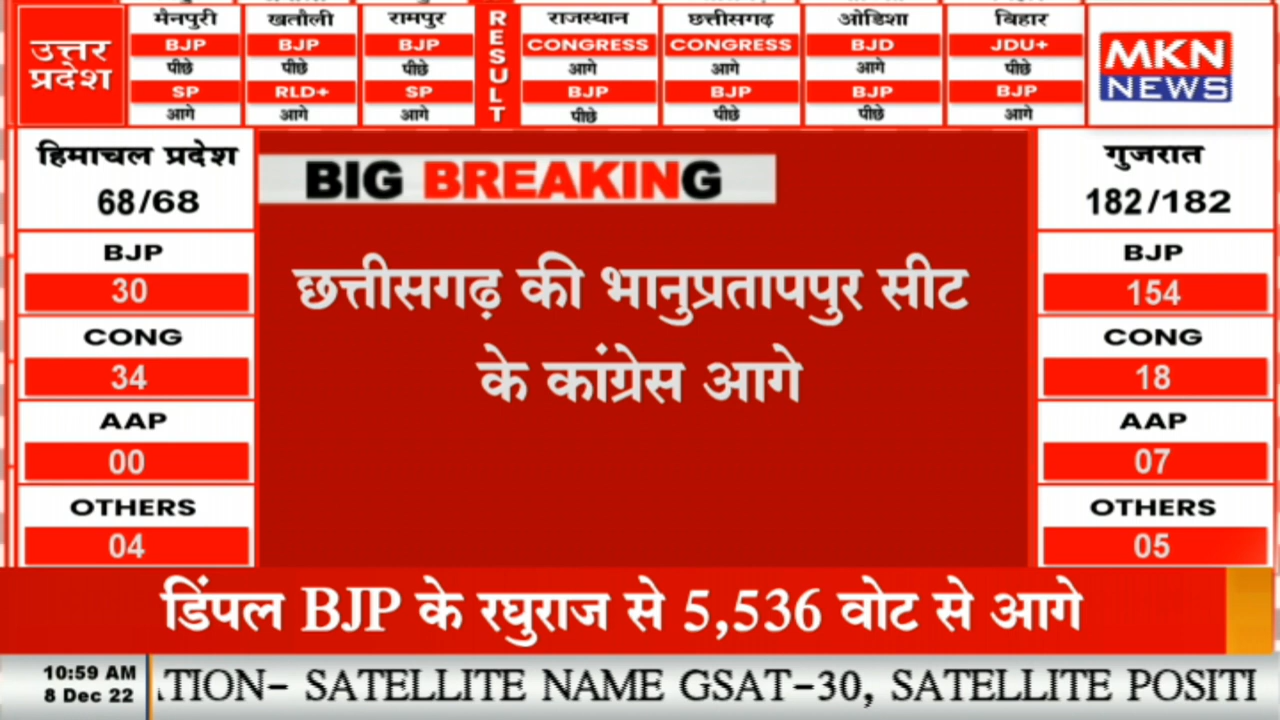 उत्तर
प्रदेश
मैनपुरी
BJP
पीछे
SP
आगे
खतौली
BJP
पीछे
RLD+
आगे
रामपुर
BJP
पीछे
SP
आगे
RESULT
राजस्थान
CONGRESS
आगे
BJP
पीछे
छत्तीसगढ़
CONGRESS
आगे
BJP
पीछे
ओडिशा
BJD
आगे
BJP
पीछे
बिहार
JDU+
पीछे
BJP
आगे
MKN
NEWS
हिमाचल प्रदेश
68/68
BJP
30
CONG
34
AAP
00
OTHERS
04
BIG BREAKING
छत्तीसगढ़ की भानुप्रतापपुर सीट
के कांग्रेस आगे
गुजरात
182/182
BJP
154
CONG
18
AAP
07
OTHERS
05
डिंपल BJP के रघुराज से 5,536 वोट से आगे
10:59 AM
8 Dec 22
TION- SATELLITE NAME GSAT-30, SATELLITE POSITI